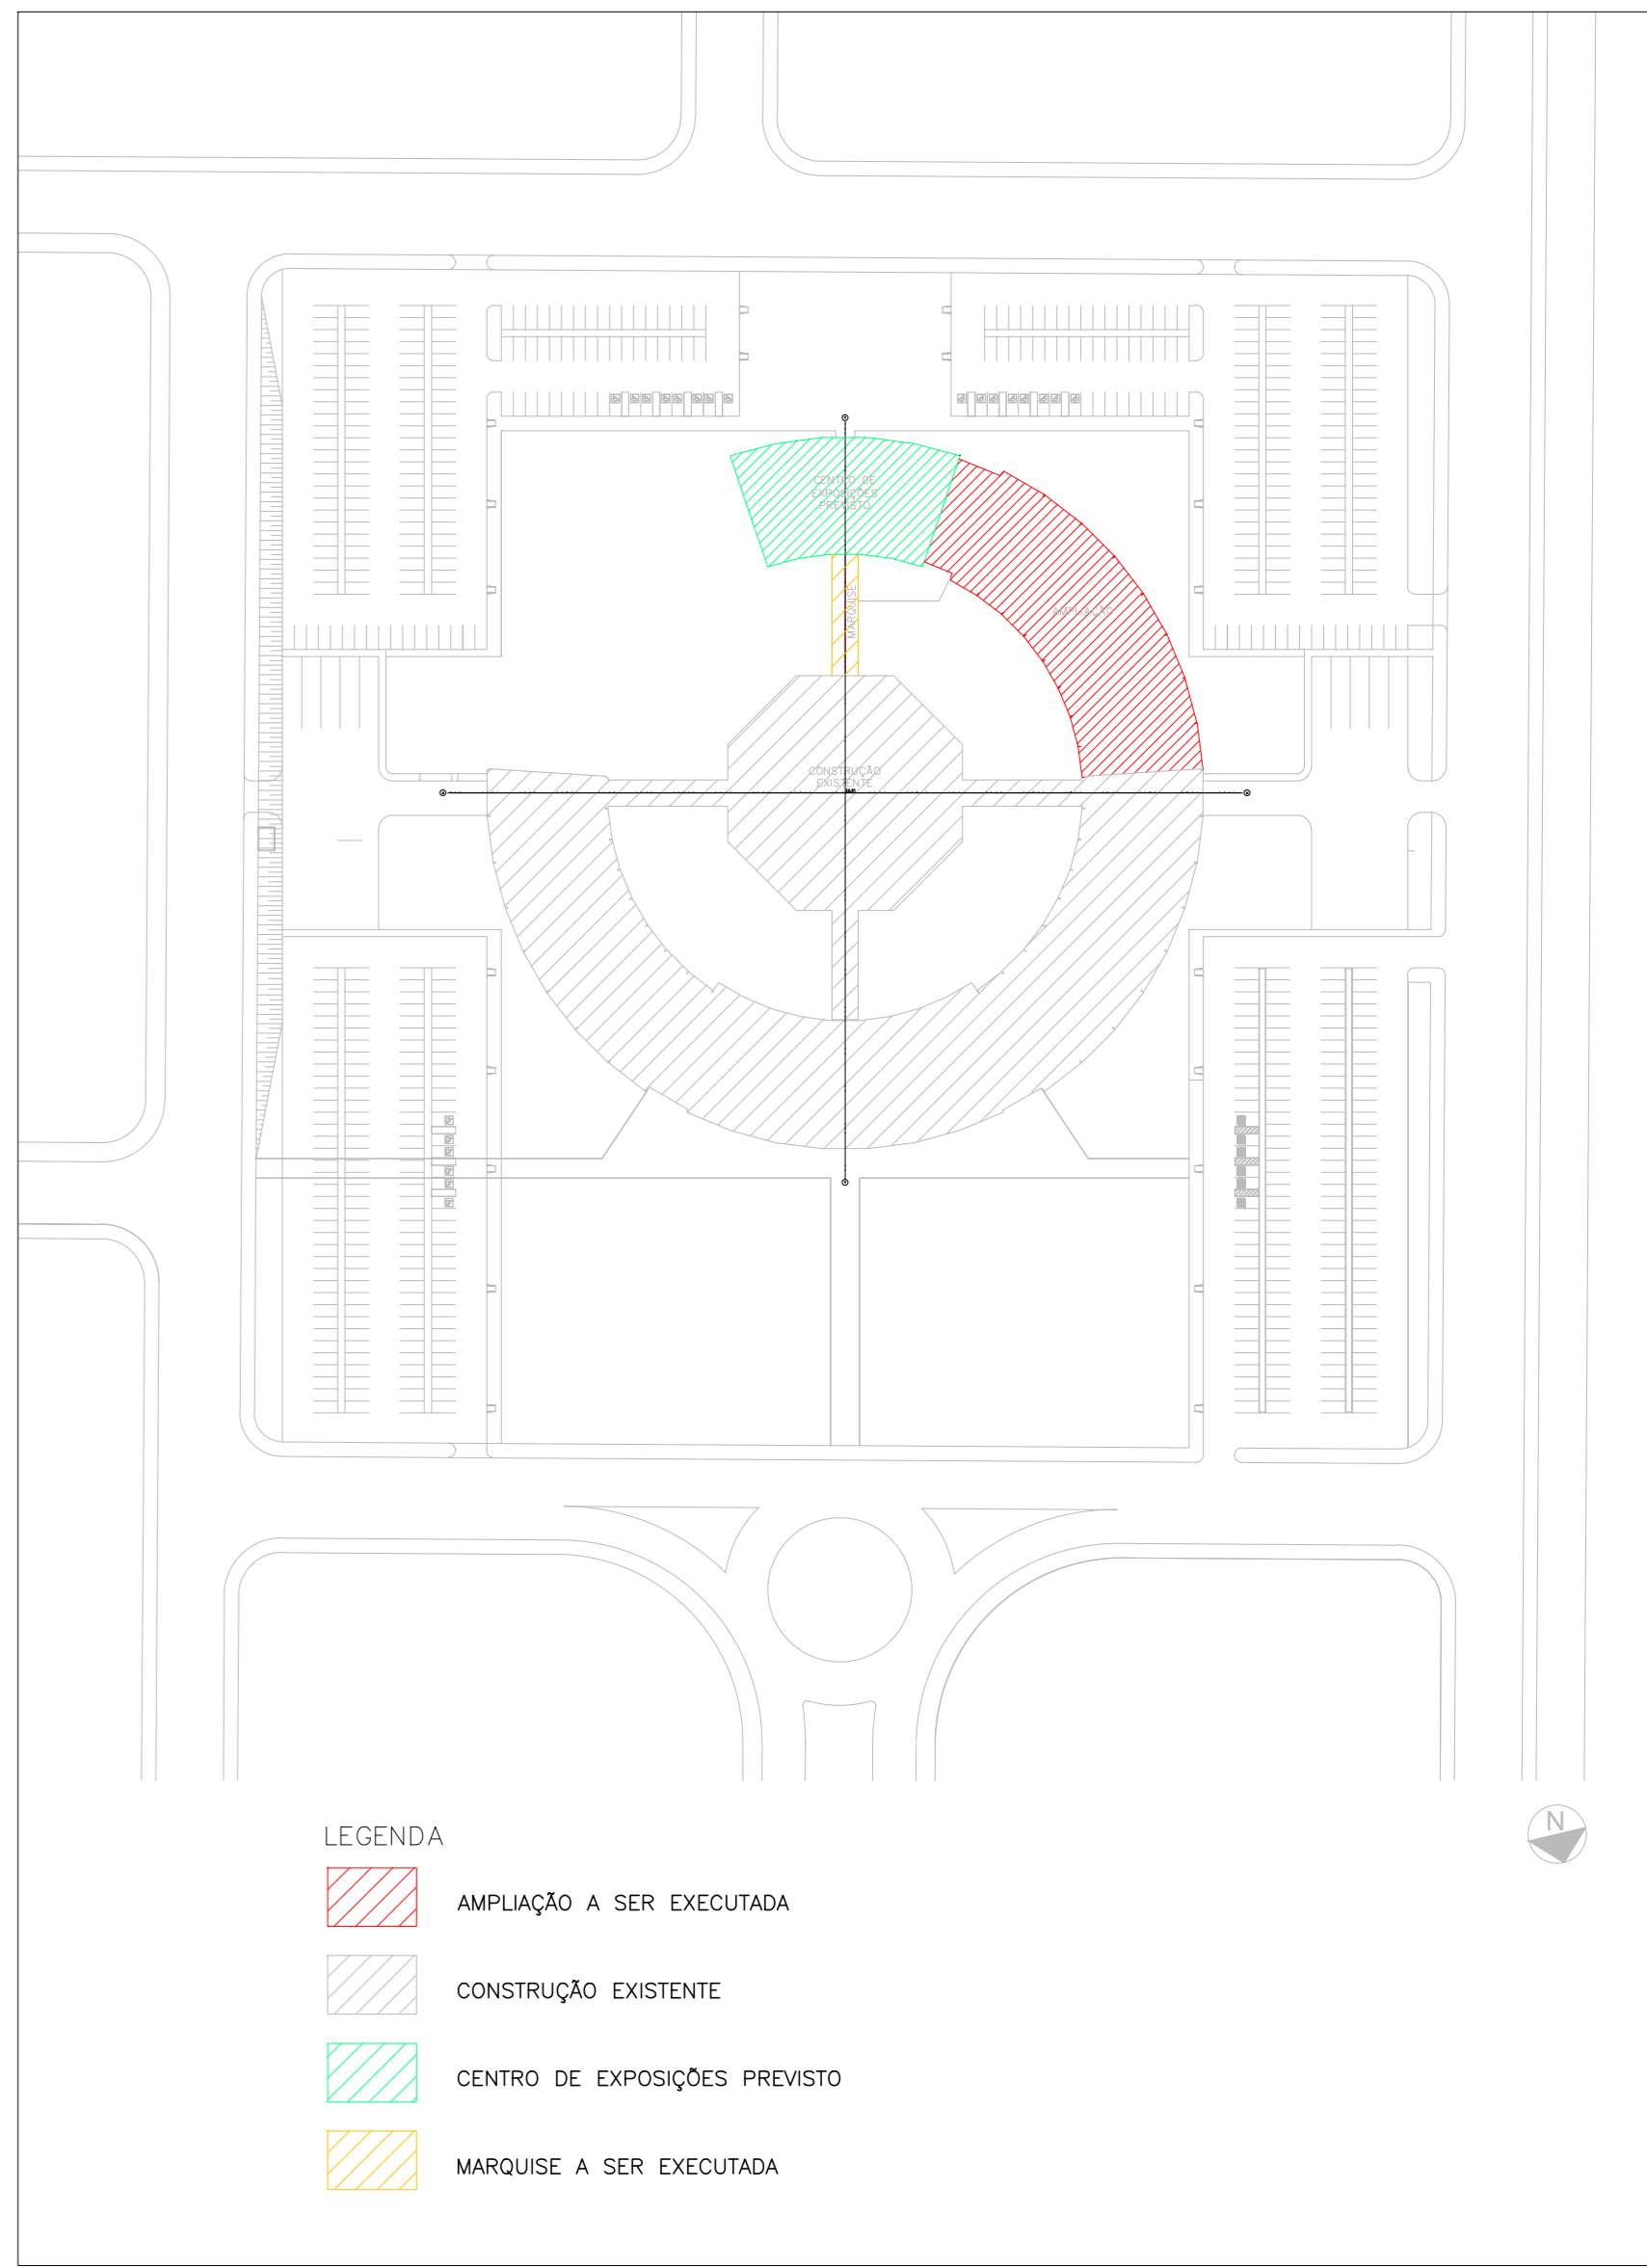 CENTRO DE
EXPOSIÇÕES
PREVISTO
AMPLIAÇÃO
MARQUISE
CONSTRUÇÃO
EXISTENTE
N
LEGENDA
AMPLIAÇÃO A SER EXECUTADA
CONSTRUÇÃO EXISTENTE
CENTRO DE EXPOSIÇÕES PREVISTO
MARQUISE A SER EXECUTADA